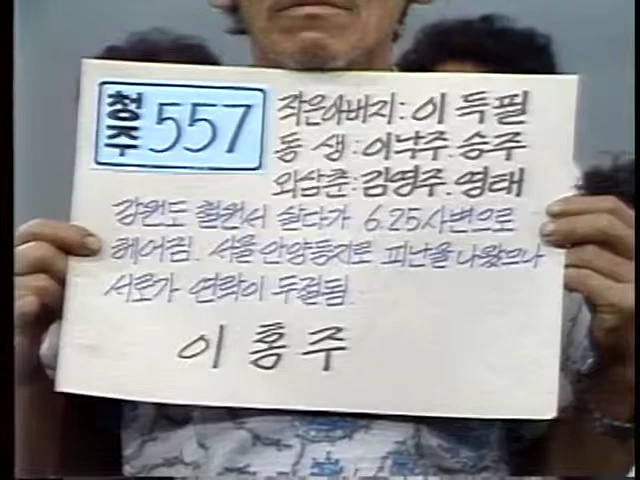 청주 557
작은아버지: 이득필
동생: 이낙주.승주
외삼촌: 김영주.영태
강원도 철원서 살다가 6.25사변으로
헤어짐. 서울 안양등지로 피난을 나왔으나
서로가 연락이 두절됨.
이홍주